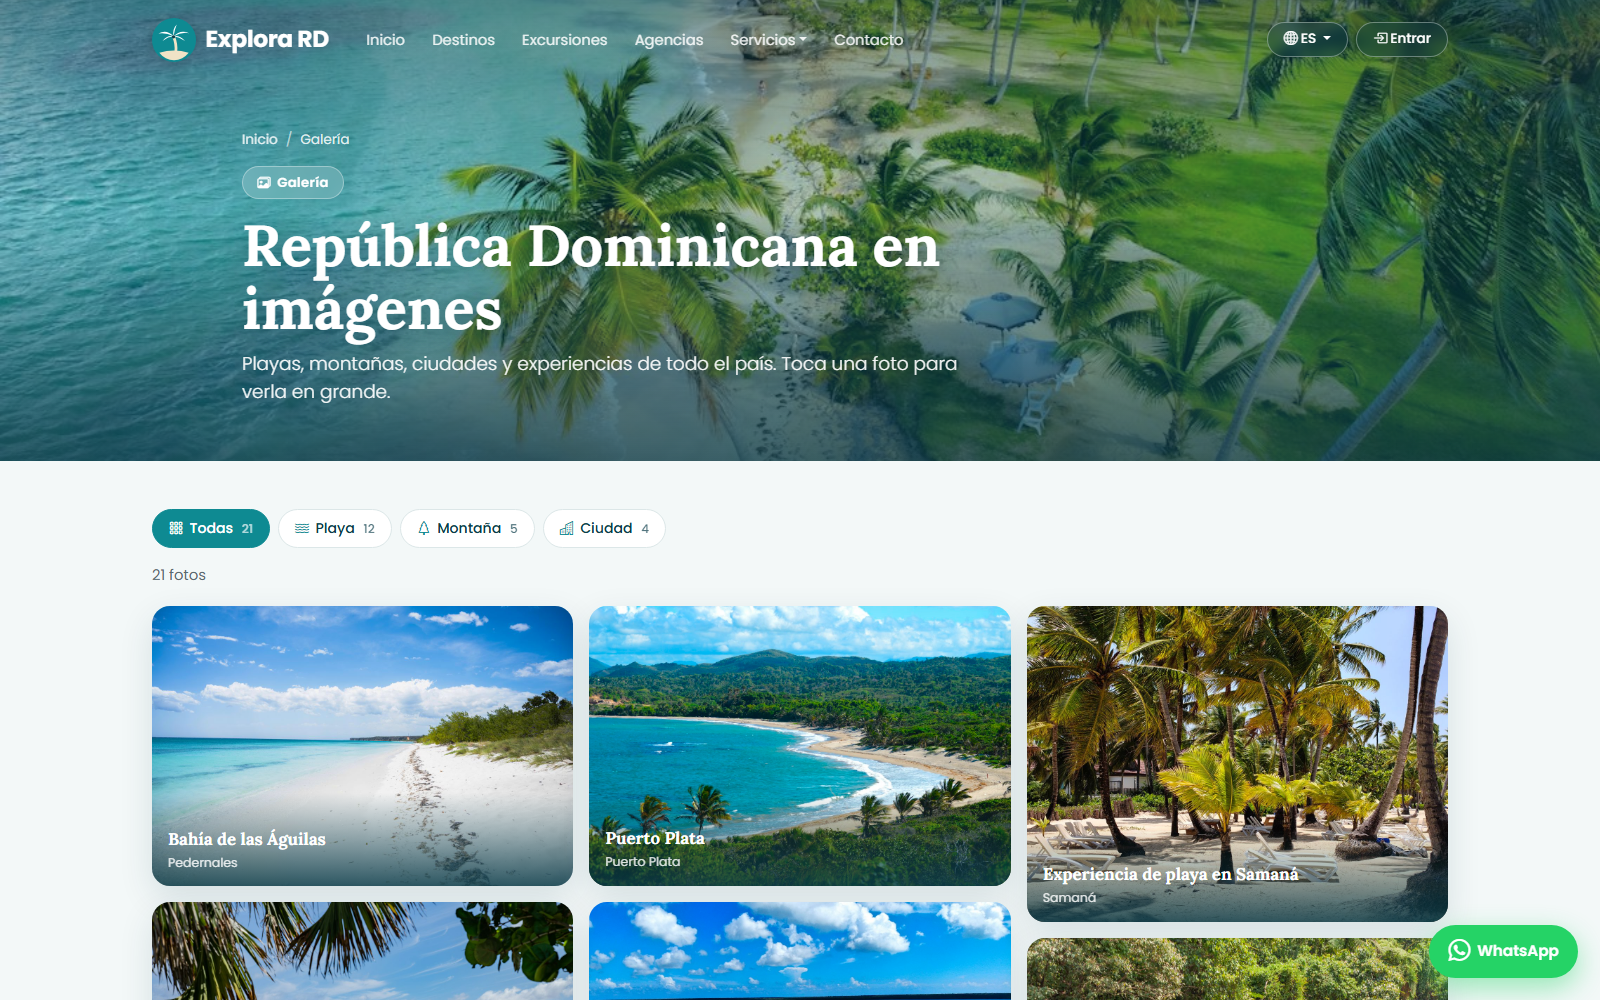 Explora RD
Inicio
Destinos
Excursiones
Agencias
Servicios
Contacto
ES
Entrar
Inicio / Galería
Galería
República Dominicana en
imágenes
Playas, montañas, ciudades y experiencias de todo el país. Toca una foto para
verla en grande.
Todas 21
Playa 12
Montaña 5
Ciudad 4
21 fotos
Bahía de las Águilas
Pedernales
Puerto Plata
Puerto Plata
Experiencia de playa en Samaná
Samaná
WhatsApp